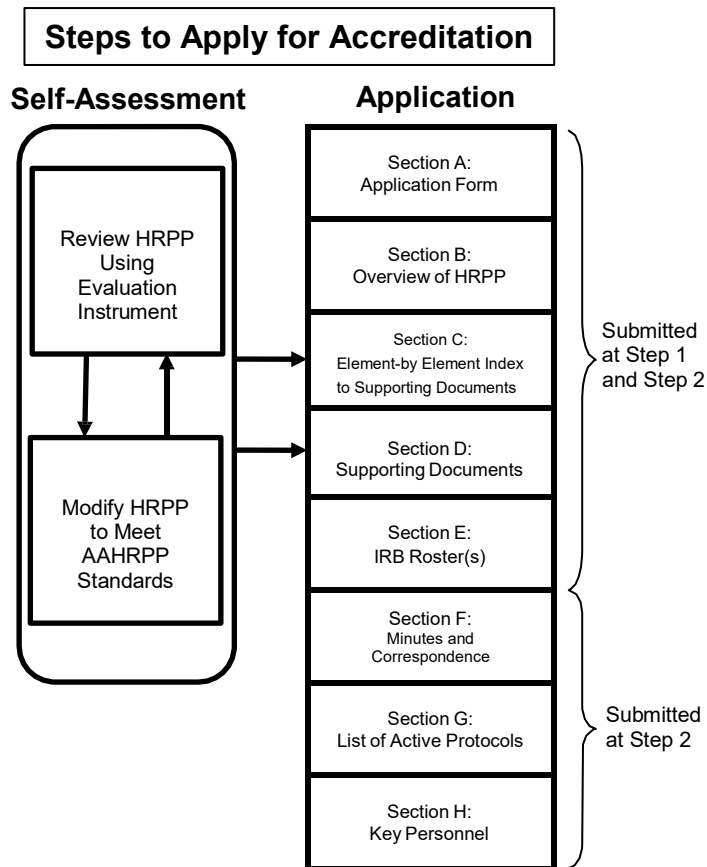 Steps to Apply for Accreditation
Self-Assessment
Review HRPP
Using
Evaluation
Instrument
Modify HRPP
to Meet
AAHRPP
Standards
Application
Section A:
Application Form
Section B:
Overview of HRPP
Section C:
Element-by Element Index
to Supporting Documents
Section D:
Supporting Documents
Section E:
IRB Roster(s)
Section F:
Minutes and
Correspondence
Section G:
List of Active Protocols
Section H:
Key Personnel
Submitted
at Step 1
and Step 2
Submitted
at Step 2